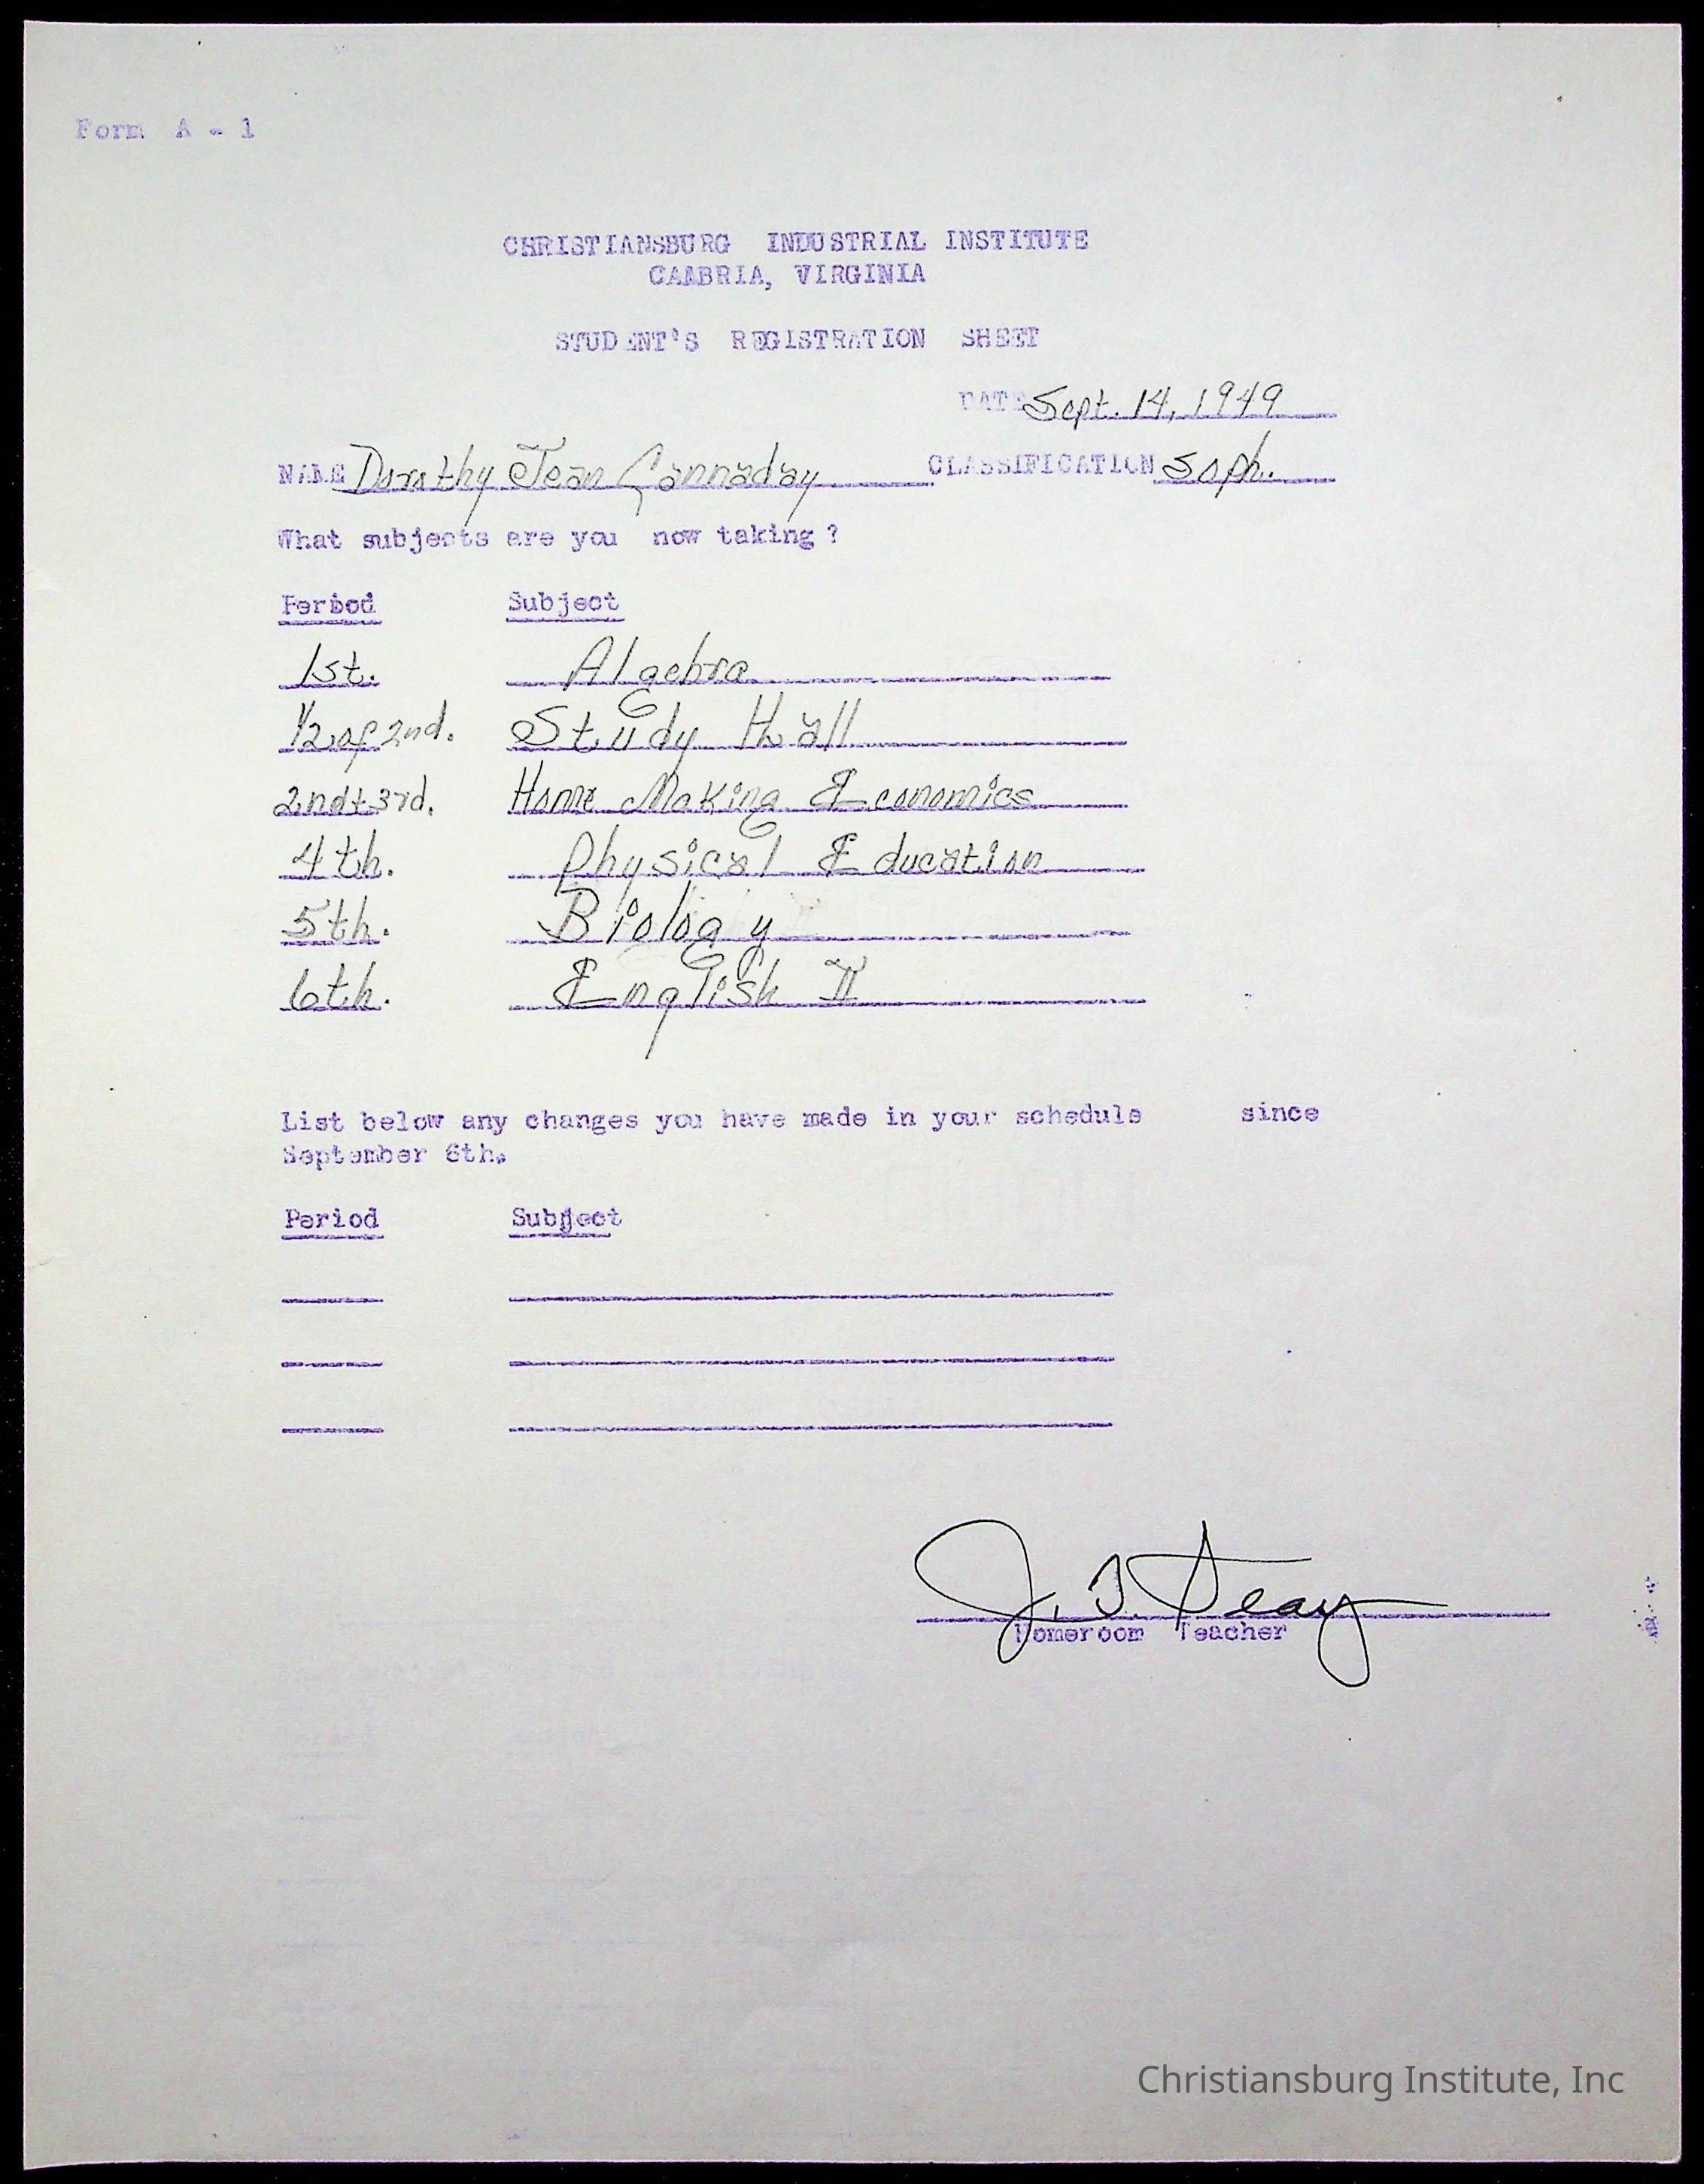 Form A - 1
CHRISTIANSBURG INDUSTRIAL INSTITUTE
CAMBRIA, VIRGINIA
STUDENT'S REGISTRATION SHEET
DATE Sept. 14, 1949
NAME Dorothy Jean Cannaday CLASSIFICATION Soph.
What subjects are you now taking?
Period Subject
1st. Algebra
1/2 of 2nd. Study Hall
2nd + 3rd. Home Making Economics
4th. Physical Education
5th. Biology
6th. English II
List below any changes you have made in your schedule since
September 6th.
Period Subject
Homeroom Teacher
Christiansburg Institute, Inc